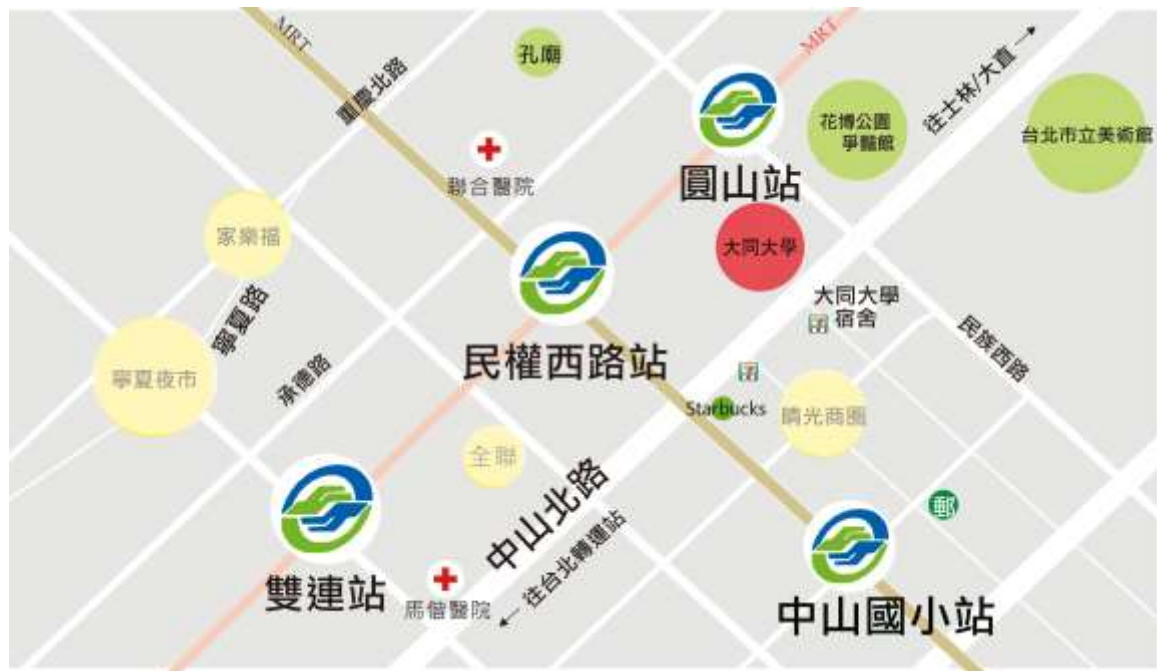 MRT
MRT
孔廟
重慶北路
往士林/大直
花博公園
爭豔館
台北市立美術館
聯合醫院
圓山站
家樂福
大同大學
寧夏路
大同大學
宿舍
民族西路
民權西路站
寧夏夜市
承德路
Starbucks
晴光商圈
全聯
中山北路
郵
往台北轉運站
雙連站
馬偕醫院
中山國小站